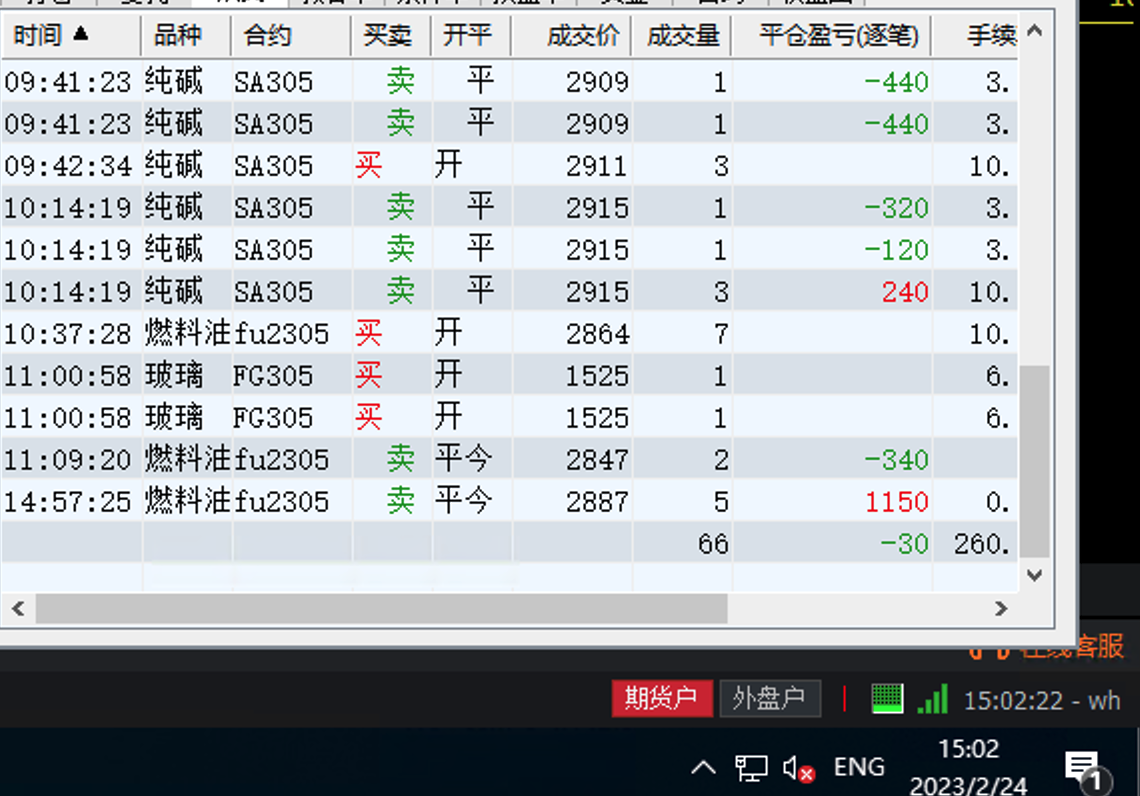 时间 ▲ 品种 合约 买卖 开平 成交价 成交量 平仓盈亏(逐笔) 手续
09:41:23 纯碱 SA305 卖 平 2909 1 -440 3.
09:41:23 纯碱 SA305 卖 平 2909 1 -440 3.
09:42:34 纯碱 SA305 买 开 2911 3 10.
10:14:19 纯碱 SA305 卖 平 2915 1 -320 3.
10:14:19 纯碱 SA305 卖 平 2915 1 -120 3.
10:14:19 纯碱 SA305 卖 平 2915 3 240 10.
10:37:28 燃料油 fu2305 买 开 2864 7 10.
11:00:58 玻璃 FG305 买 开 1525 1 6.
11:00:58 玻璃 FG305 买 开 1525 1 6.
11:09:20 燃料油 fu2305 卖 平今 2847 2 -340
14:57:25 燃料油 fu2305 卖 平今 2887 5 1150 0.
66 -30 260.
在线客服
期货户 外盘户 15:02:22 - wh
ENG 15:02
2023/2/24
1